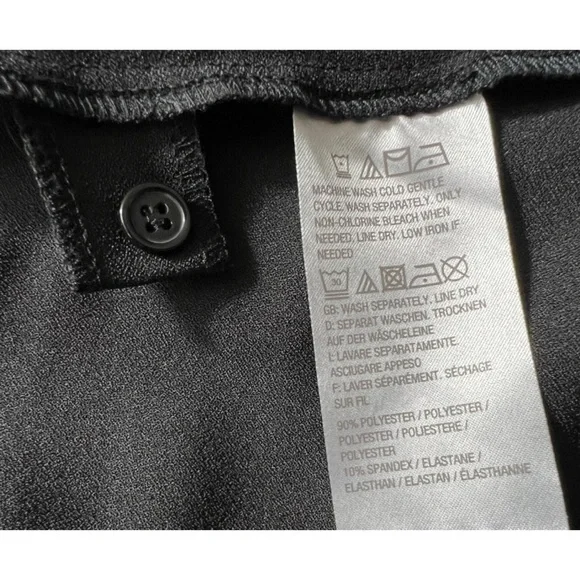 MACHINE WASH COLD GENTLE
CYCLE. WASH SEPARATELY. ONLY
NON-CHLORINE BLEACH WHEN
NEEDED. LINE DRY. LOW IRON IF
NEEDED
30
GB: WASH SEPARATELY. LINE DRY
D: SEPARAT WASCHEN. TROCKNEN
AUF DER WÄSCHELEINE
I: LAVARE SEPARATAMENTE.
ASCIUGARE APPESO
F: LAVER SÉPARÉMENT. SÉCHAGE
SUR FIL
90% POLYESTER / POLYESTER /
POLYESTER / POLIESTERE /
POLYESTER
10% SPANDEX / ELASTANE /
ELASTHAN / ELASTAN / ÉLASTHANNE